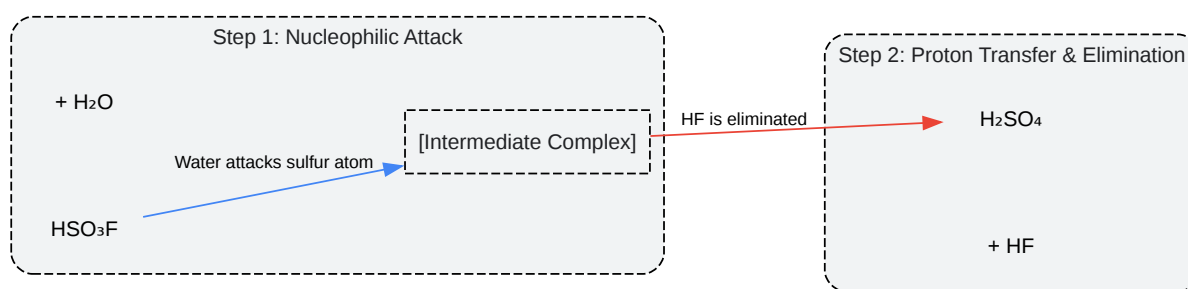 Step 1: Nucleophilic Attack
+ H₂O
Water attacks sulfur atom
HSO₃F
[Intermediate Complex]
HF is eliminated
Step 2: Proton Transfer & Elimination
H₂SO₄
+ HF